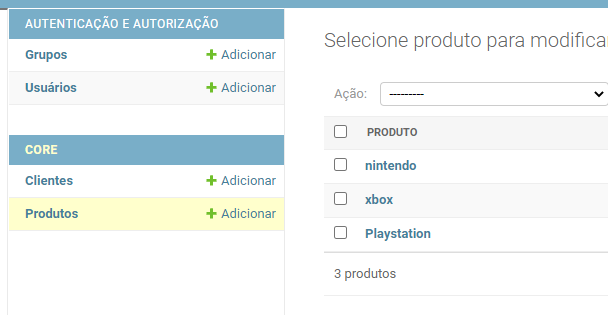 AUTENTICAÇÃO E AUTORIZAÇÃO
Grupos + Adicionar
Usuários + Adicionar
CORE
Clientes + Adicionar
Produtos + Adicionar
Selecione produto para
Ação: ---------
PRODUTO
nintendo
xbox
Playstation
3 produtos